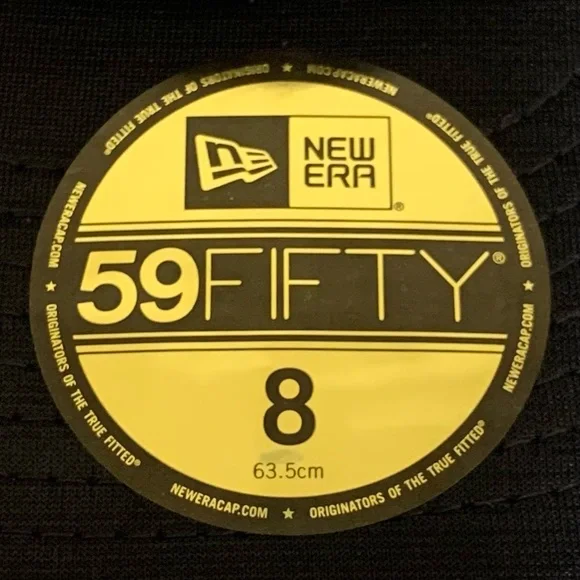 NEW
ERA®
59FIFTY®
8
63.5cm
NEWERACAP.COM ★ ORIGINATORS OF THE TRUE FITTED®
NEWERACAP.COM ★ ORIGINATORS OF THE TRUE FITTED®
NEWERACAP.COM ★ ORIGINATORS OF THE TRUE FITTED®
NEWERACAP.COM ★ ORIGINATORS OF THE TRUE FITTED®